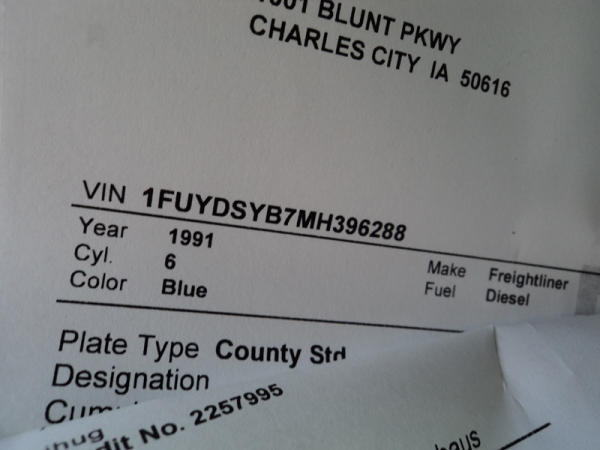 BLUNT PKWY
CHARLES CITY IA 50616
VIN 1FUYDSYB7MH396288
Year 1991
Cyl. 6 Make Freightliner
Color Blue Fuel Diesel
Plate Type County Std
Designation
No. 2257995